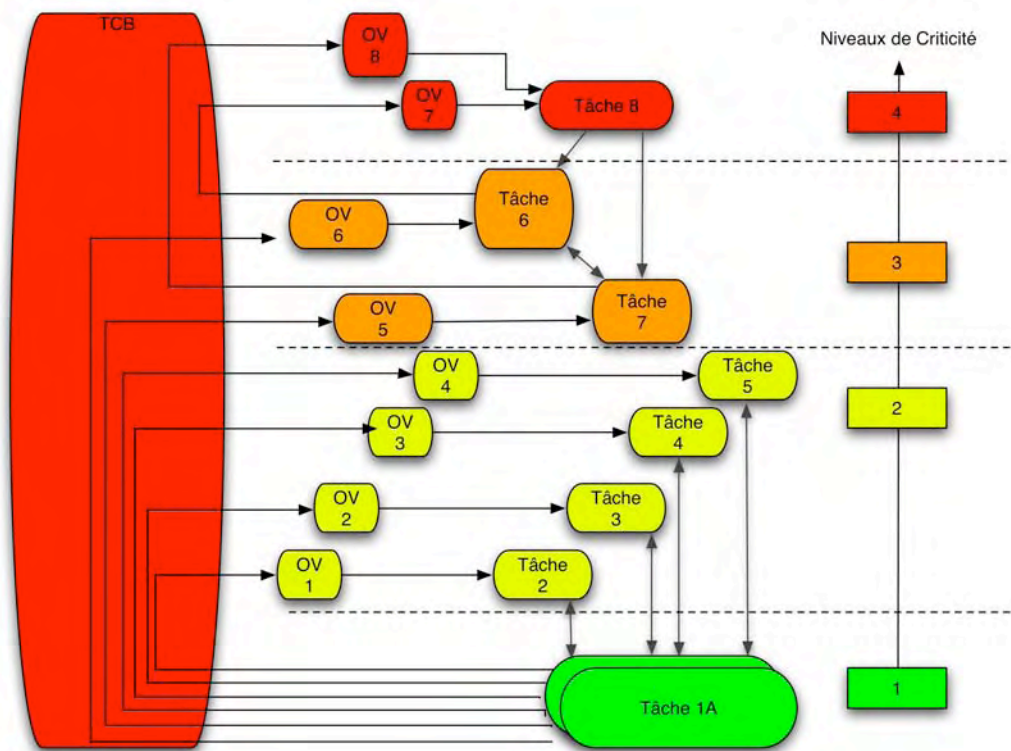 TCB
OV
8
Niveaux de Criticité
OV
7
Tâche 8
4
Tâche
6
OV
6
3
Tâche
7
OV
5
OV
4
Tâche
5
2
OV
3
Tâche
4
OV
2
Tâche
3
OV
1
Tâche
2
Tâche 1A
1